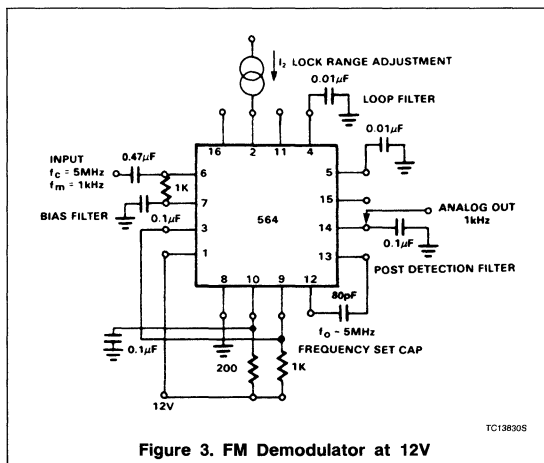 I₂ LOCK RANGE ADJUSTMENT
0.01μF
LOOP FILTER
0.01μF
16
2
11
4
INPUT
fc = 5MHz
fm = 1kHz
0.47μF
1K
6
5
BIAS FILTER
0.1μF
7
3
1
564
15
14
13
ANALOG OUT
1kHz
0.1μF
POST DETECTION FILTER
8
10
9
12
80pF
fo ~ 5MHz
FREQUENCY SET CAP
0.1μF
200
1K
12V
TC13830S
Figure 3. FM Demodulator at 12V